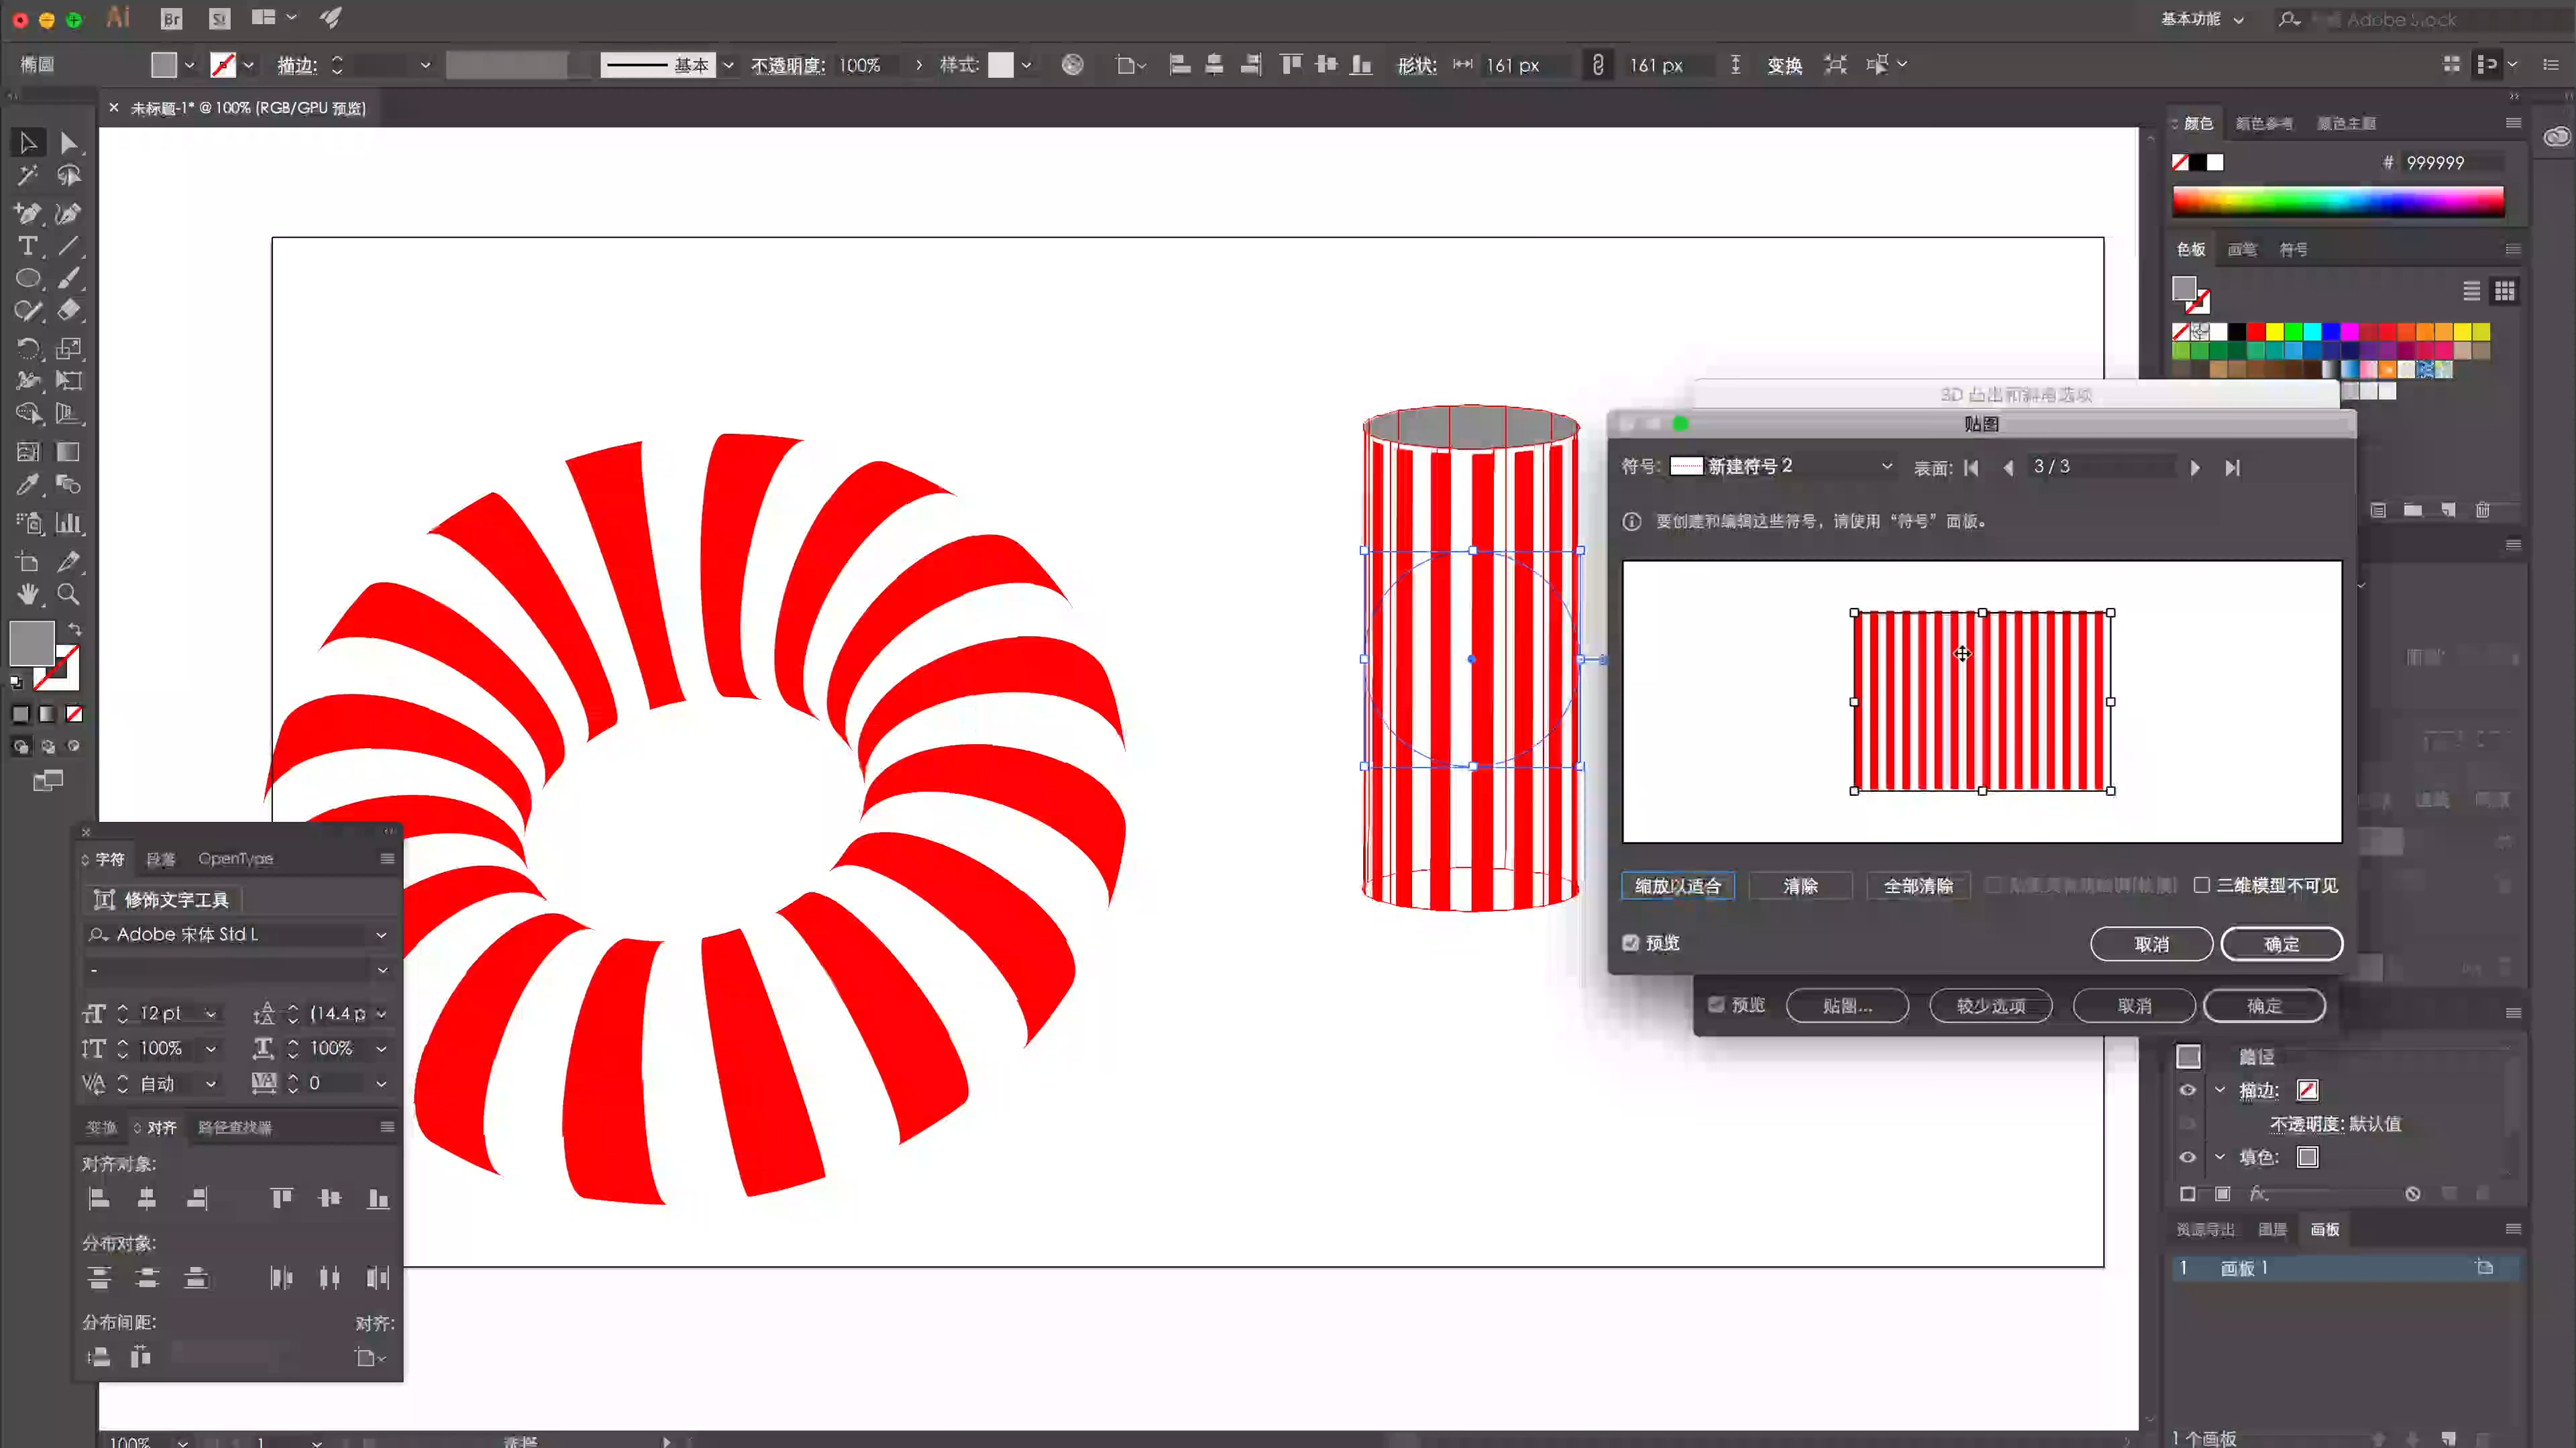 Ai Br St 基本功能 Adobe Stock
椭圆 描边: 基本 不透明度: 100% 样式: 形状: 161 px 161 px 变换
未标题-1* @ 100% (RGB/GPU 预览)
颜色 颜色参考 颜色主题
# 999999
色板 画笔 符号
3D 凸出和斜角选项
贴图
符号: 新建符号 2 表面: 3 / 3
要创建和编辑这些符号，请使用“符号”面板。
缩放以适合 清除 全部清除 三维模型不可见
预览 取消 确定
预览 贴图... 较少选项 取消 确定
字符 段落 OpenType
修饰文字工具
Adobe 宋体 Std L
-
12 pt (14.4 p
100% 100%
自动 0
变换 对齐 路径查找器
对齐对象:
分布对象:
分布间距: 对齐:
路径
描边:
不透明度: 默认值
填色:
fx.
资源导出 图层 画板
1 画板 1
100% 1 选择
1 个画板